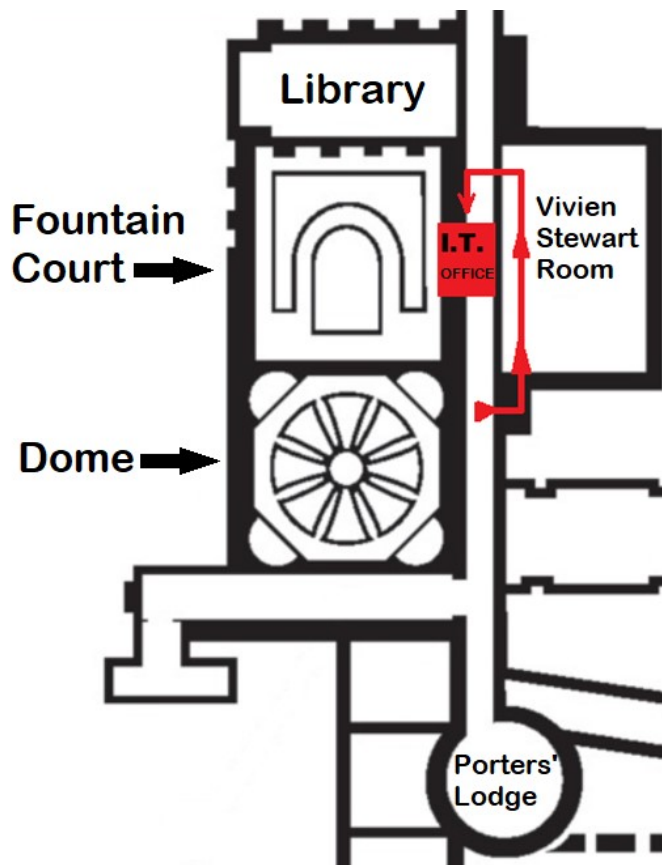 Library
Fountain
Court
Vivien
Stewart
Room
I.T.
OFFICE
Dome
Porters'
Lodge